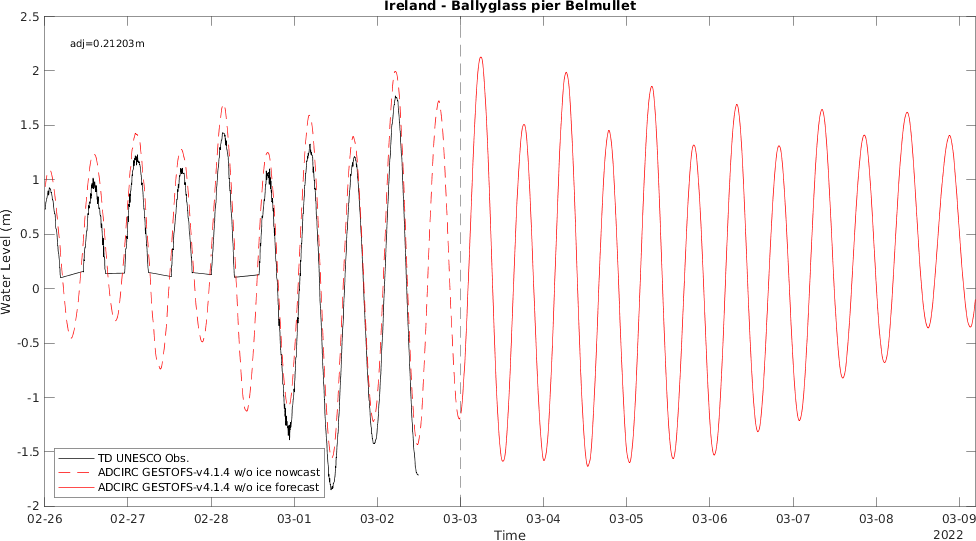 Ireland - Ballyglass pier Belmullet
2.5
adj=0.21203m
2
1.5
1
0.5
0
-0.5
-1
-1.5
-2
Water Level (m)
TD UNESCO Obs.
ADCIRC GESTOFS-v4.1.4 w/o ice nowcast
ADCIRC GESTOFS-v4.1.4 w/o ice forecast
02-26 02-27 02-28 03-01 03-02 03-03 03-04 03-05 03-06 03-07 03-08 03-09
Time
2022